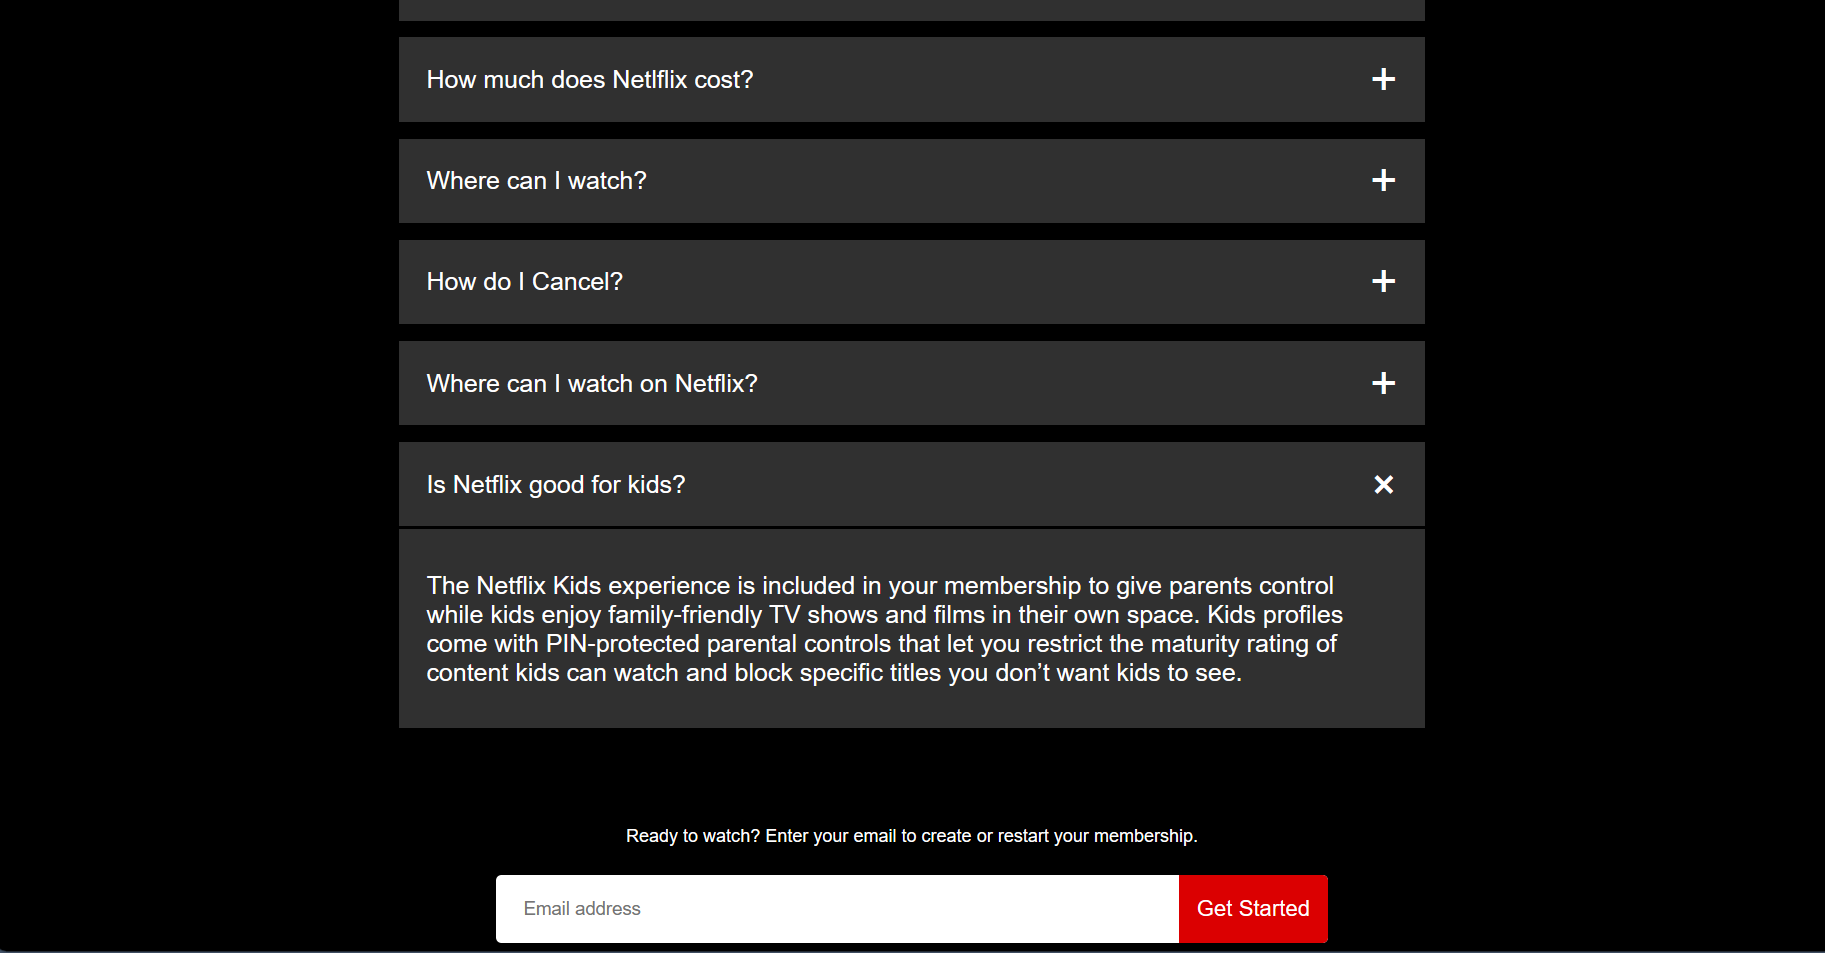 How much does Netlflix cost?
Where can I watch?
How do I Cancel?
Where can I watch on Netflix?
Is Netflix good for kids?
The Netflix Kids experience is included in your membership to give parents control
while kids enjoy family-friendly TV shows and films in their own space. Kids profiles
come with PIN-protected parental controls that let you restrict the maturity rating of
content kids can watch and block specific titles you don’t want kids to see.
Ready to watch? Enter your email to create or restart your membership.
Email address
Get Started